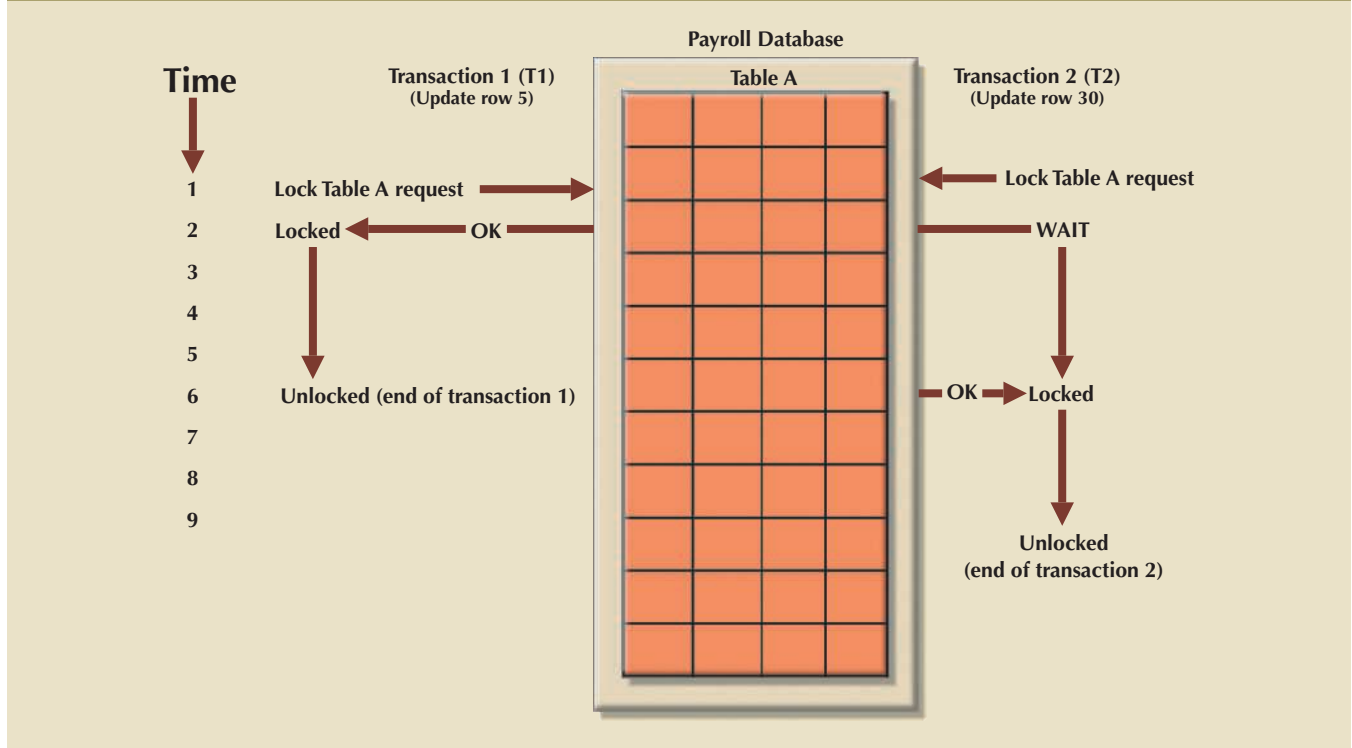 Payroll Database
Time
Transaction 1 (T1)
(Update row 5)
Table A
Transaction 2 (T2)
(Update row 30)
1
Lock Table A request
Lock Table A request
2
Locked
OK
WAIT
3
4
5
6
Unlocked (end of transaction 1)
OK
Locked
7
8
9
Unlocked
(end of transaction 2)